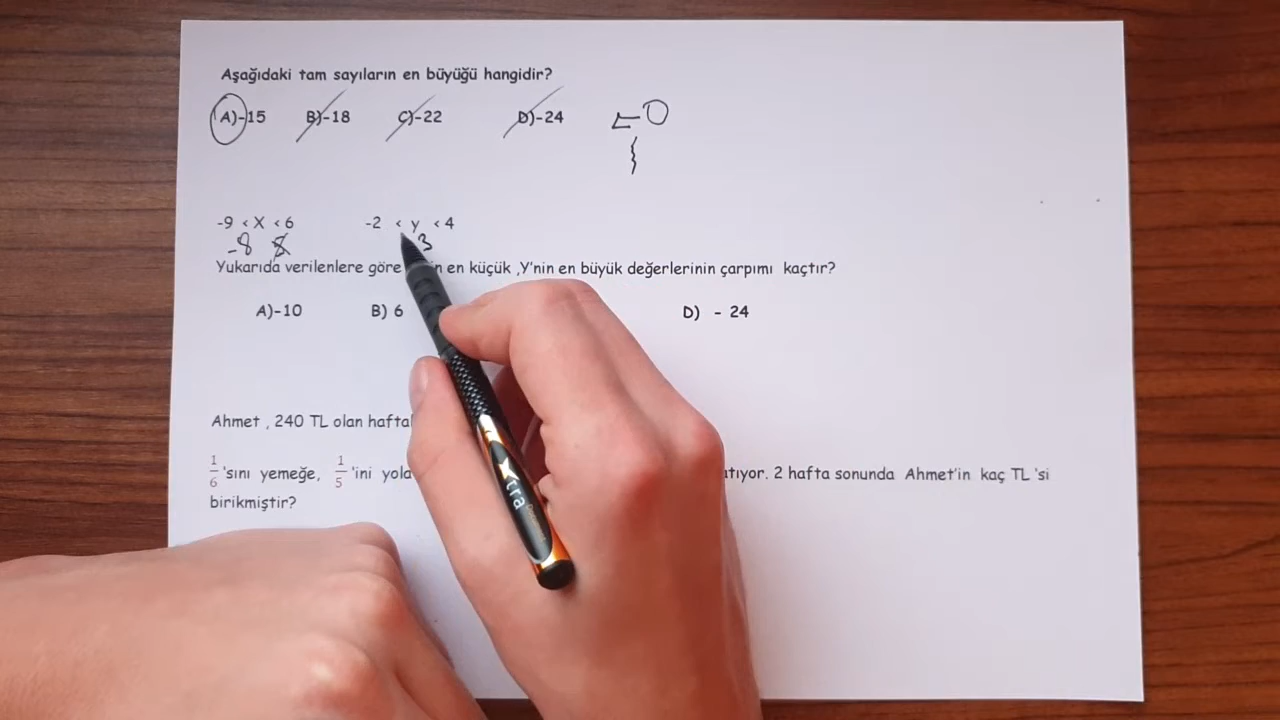 Aşağıdaki tam sayıların en büyüğü hangidir?
A)-15 B)-18 C)-22 D)-24
-9 < X < 6 -2 < y < 4
-8 3
Yukarıda verilenlere göre en küçük ,Y'nin en büyük değerlerinin çarpımı kaçtır?
A)-10 B) 6 D) - 24
Ahmet , 240 TL olan
1/6 'sını yemeğe, 1/5 'ini yola 2 hafta sonunda Ahmet'in kaç TL 'si
birikmiştir?
Xtra